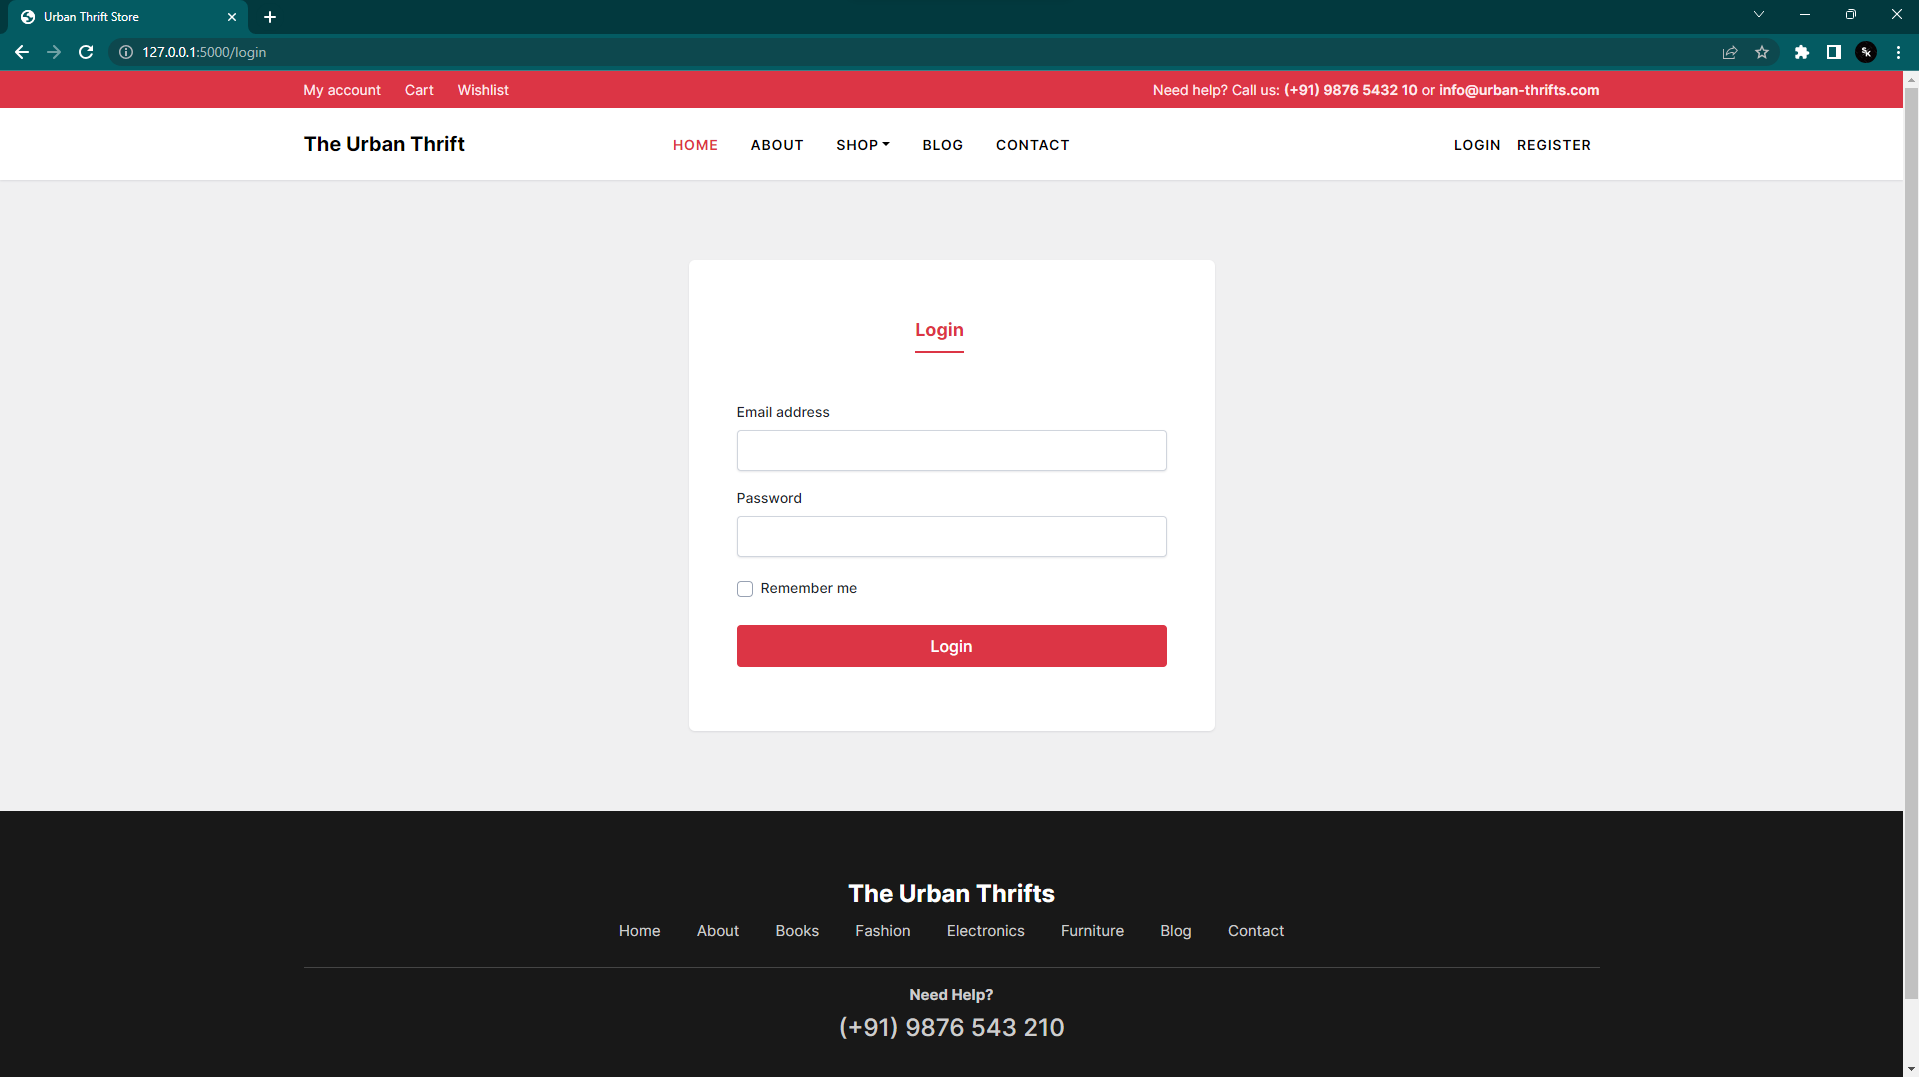 Urban Thrift Store
127.0.0.1:5000/login
SK
My account Cart Wishlist Need help? Call us: (+91) 9876 5432 10 or info@urban-thrifts.com
The Urban Thrift HOME ABOUT SHOP BLOG CONTACT LOGIN REGISTER
Login
Email address
Password
Remember me
Login
The Urban Thrifts
Home About Books Fashion Electronics Furniture Blog Contact
Need Help?
(+91) 9876 543 210